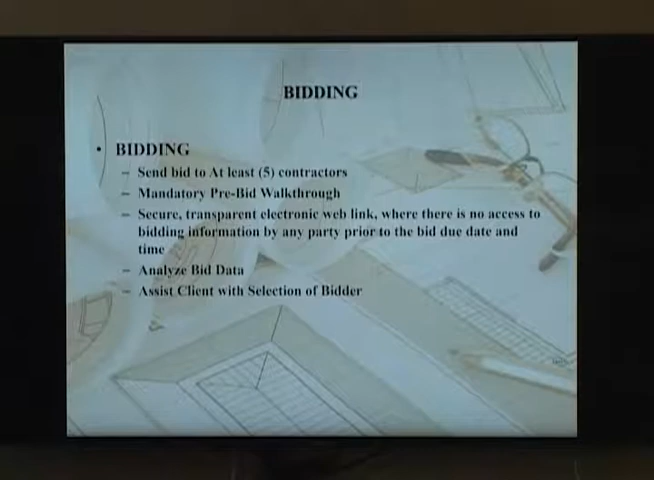 BIDDING
• BIDDING
– Send bid to At least (5) contractors
– Mandatory Pre-Bid Walkthrough
– Secure, transparent electronic web link, where there is no access to
bidding information by any party prior to the bid due date and
time
– Analyze Bid Data
– Assist Client with Selection of Bidder